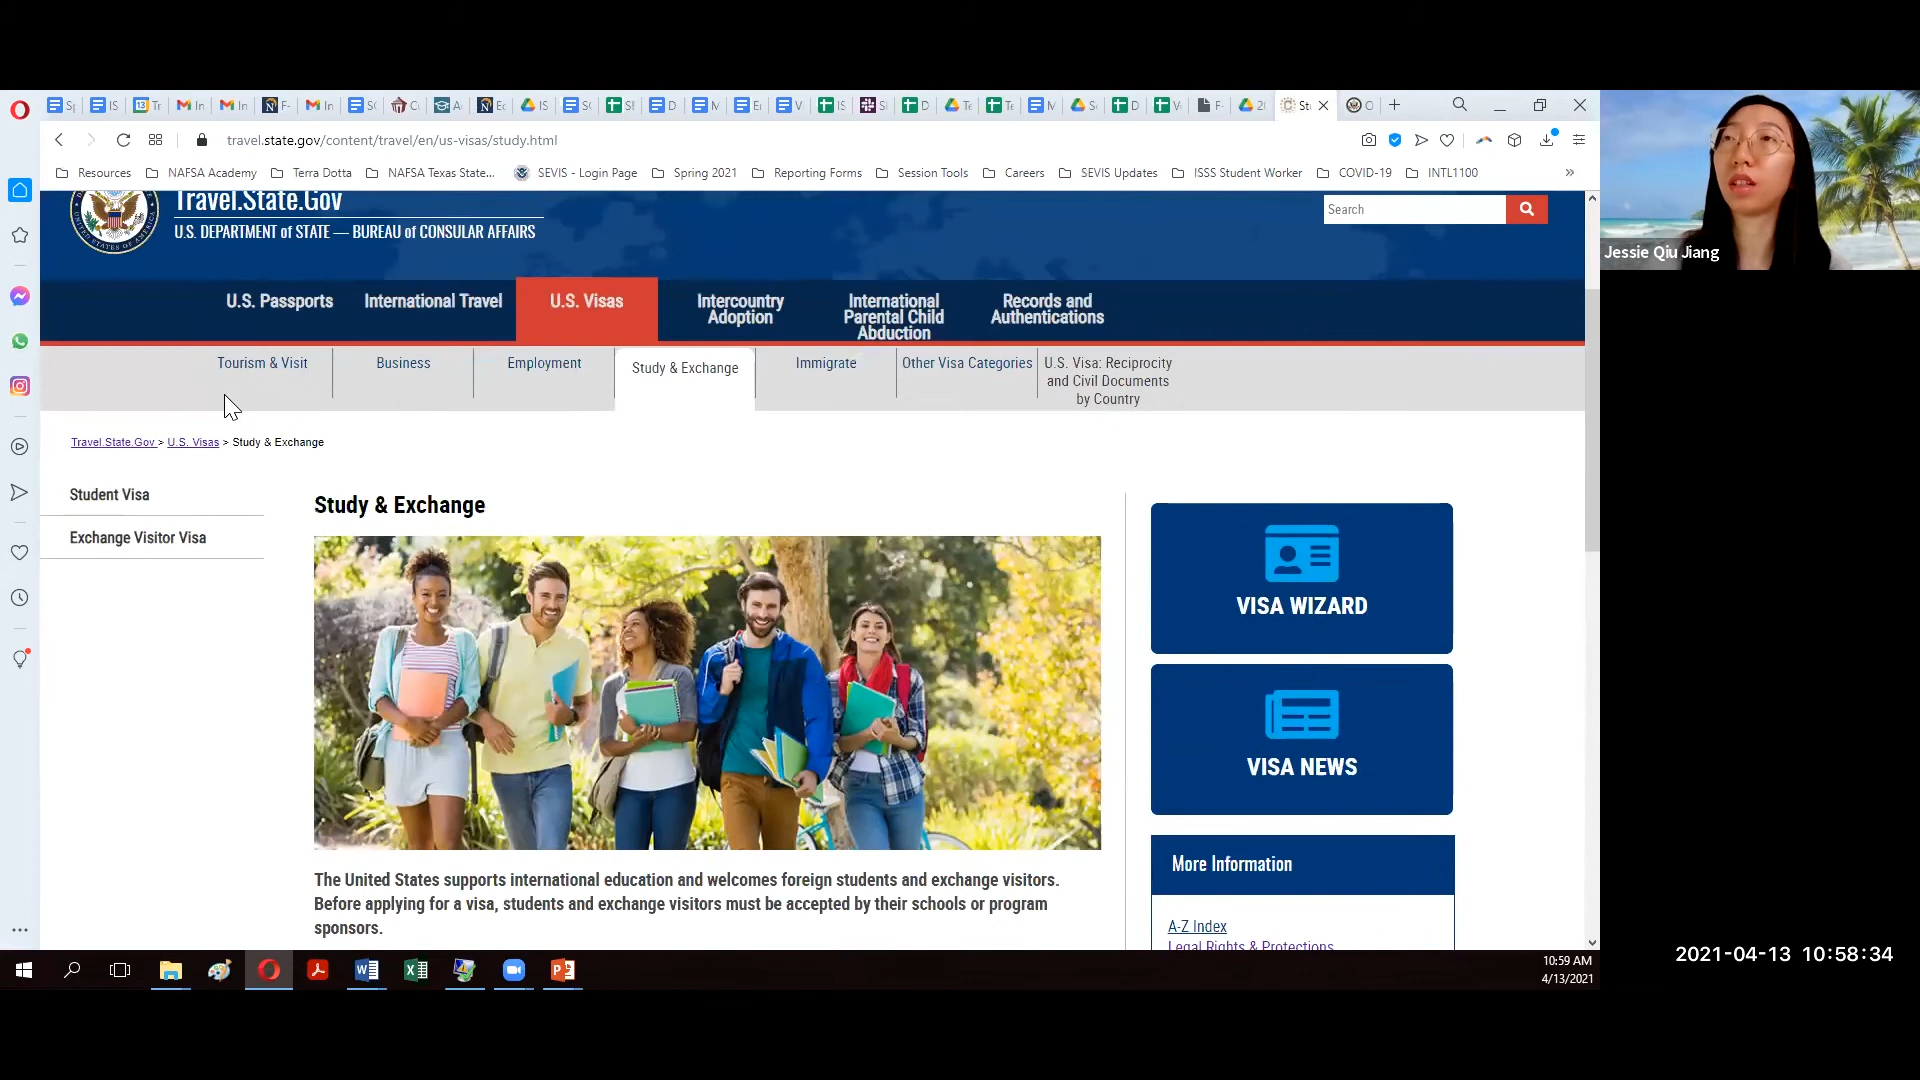 travel.state.gov/content/travel/en/us-visas/study.html
Resources NAFSA Academy Terra Dotta NAFSA Texas State... SEVIS - Login Page Spring 2021 Reporting Forms Session Tools Careers SEVIS Updates ISSS Student Worker COVID-19 INTL1100 »
Travel.State.Gov
U.S. DEPARTMENT of STATE — BUREAU of CONSULAR AFFAIRS
Search
Jessie Qiu Jiang
U.S. Passports
International Travel
U.S. Visas
Intercountry
Adoption
International
Parental Child
Abduction
Records and
Authentications
Tourism & Visit
Business
Employment
Study & Exchange
Immigrate
Other Visa Categories
U.S. Visa: Reciprocity
and Civil Documents
by Country
Travel.State.Gov > U.S. Visas > Study & Exchange
Student Visa
Exchange Visitor Visa
Study & Exchange
VISA WIZARD
VISA NEWS
The United States supports international education and welcomes foreign students and exchange visitors.
Before applying for a visa, students and exchange visitors must be accepted by their schools or program
sponsors.
More Information
A-Z Index
Legal Rights & Protections
10:59 AM
4/13/2021
2021-04-13 10:58:34